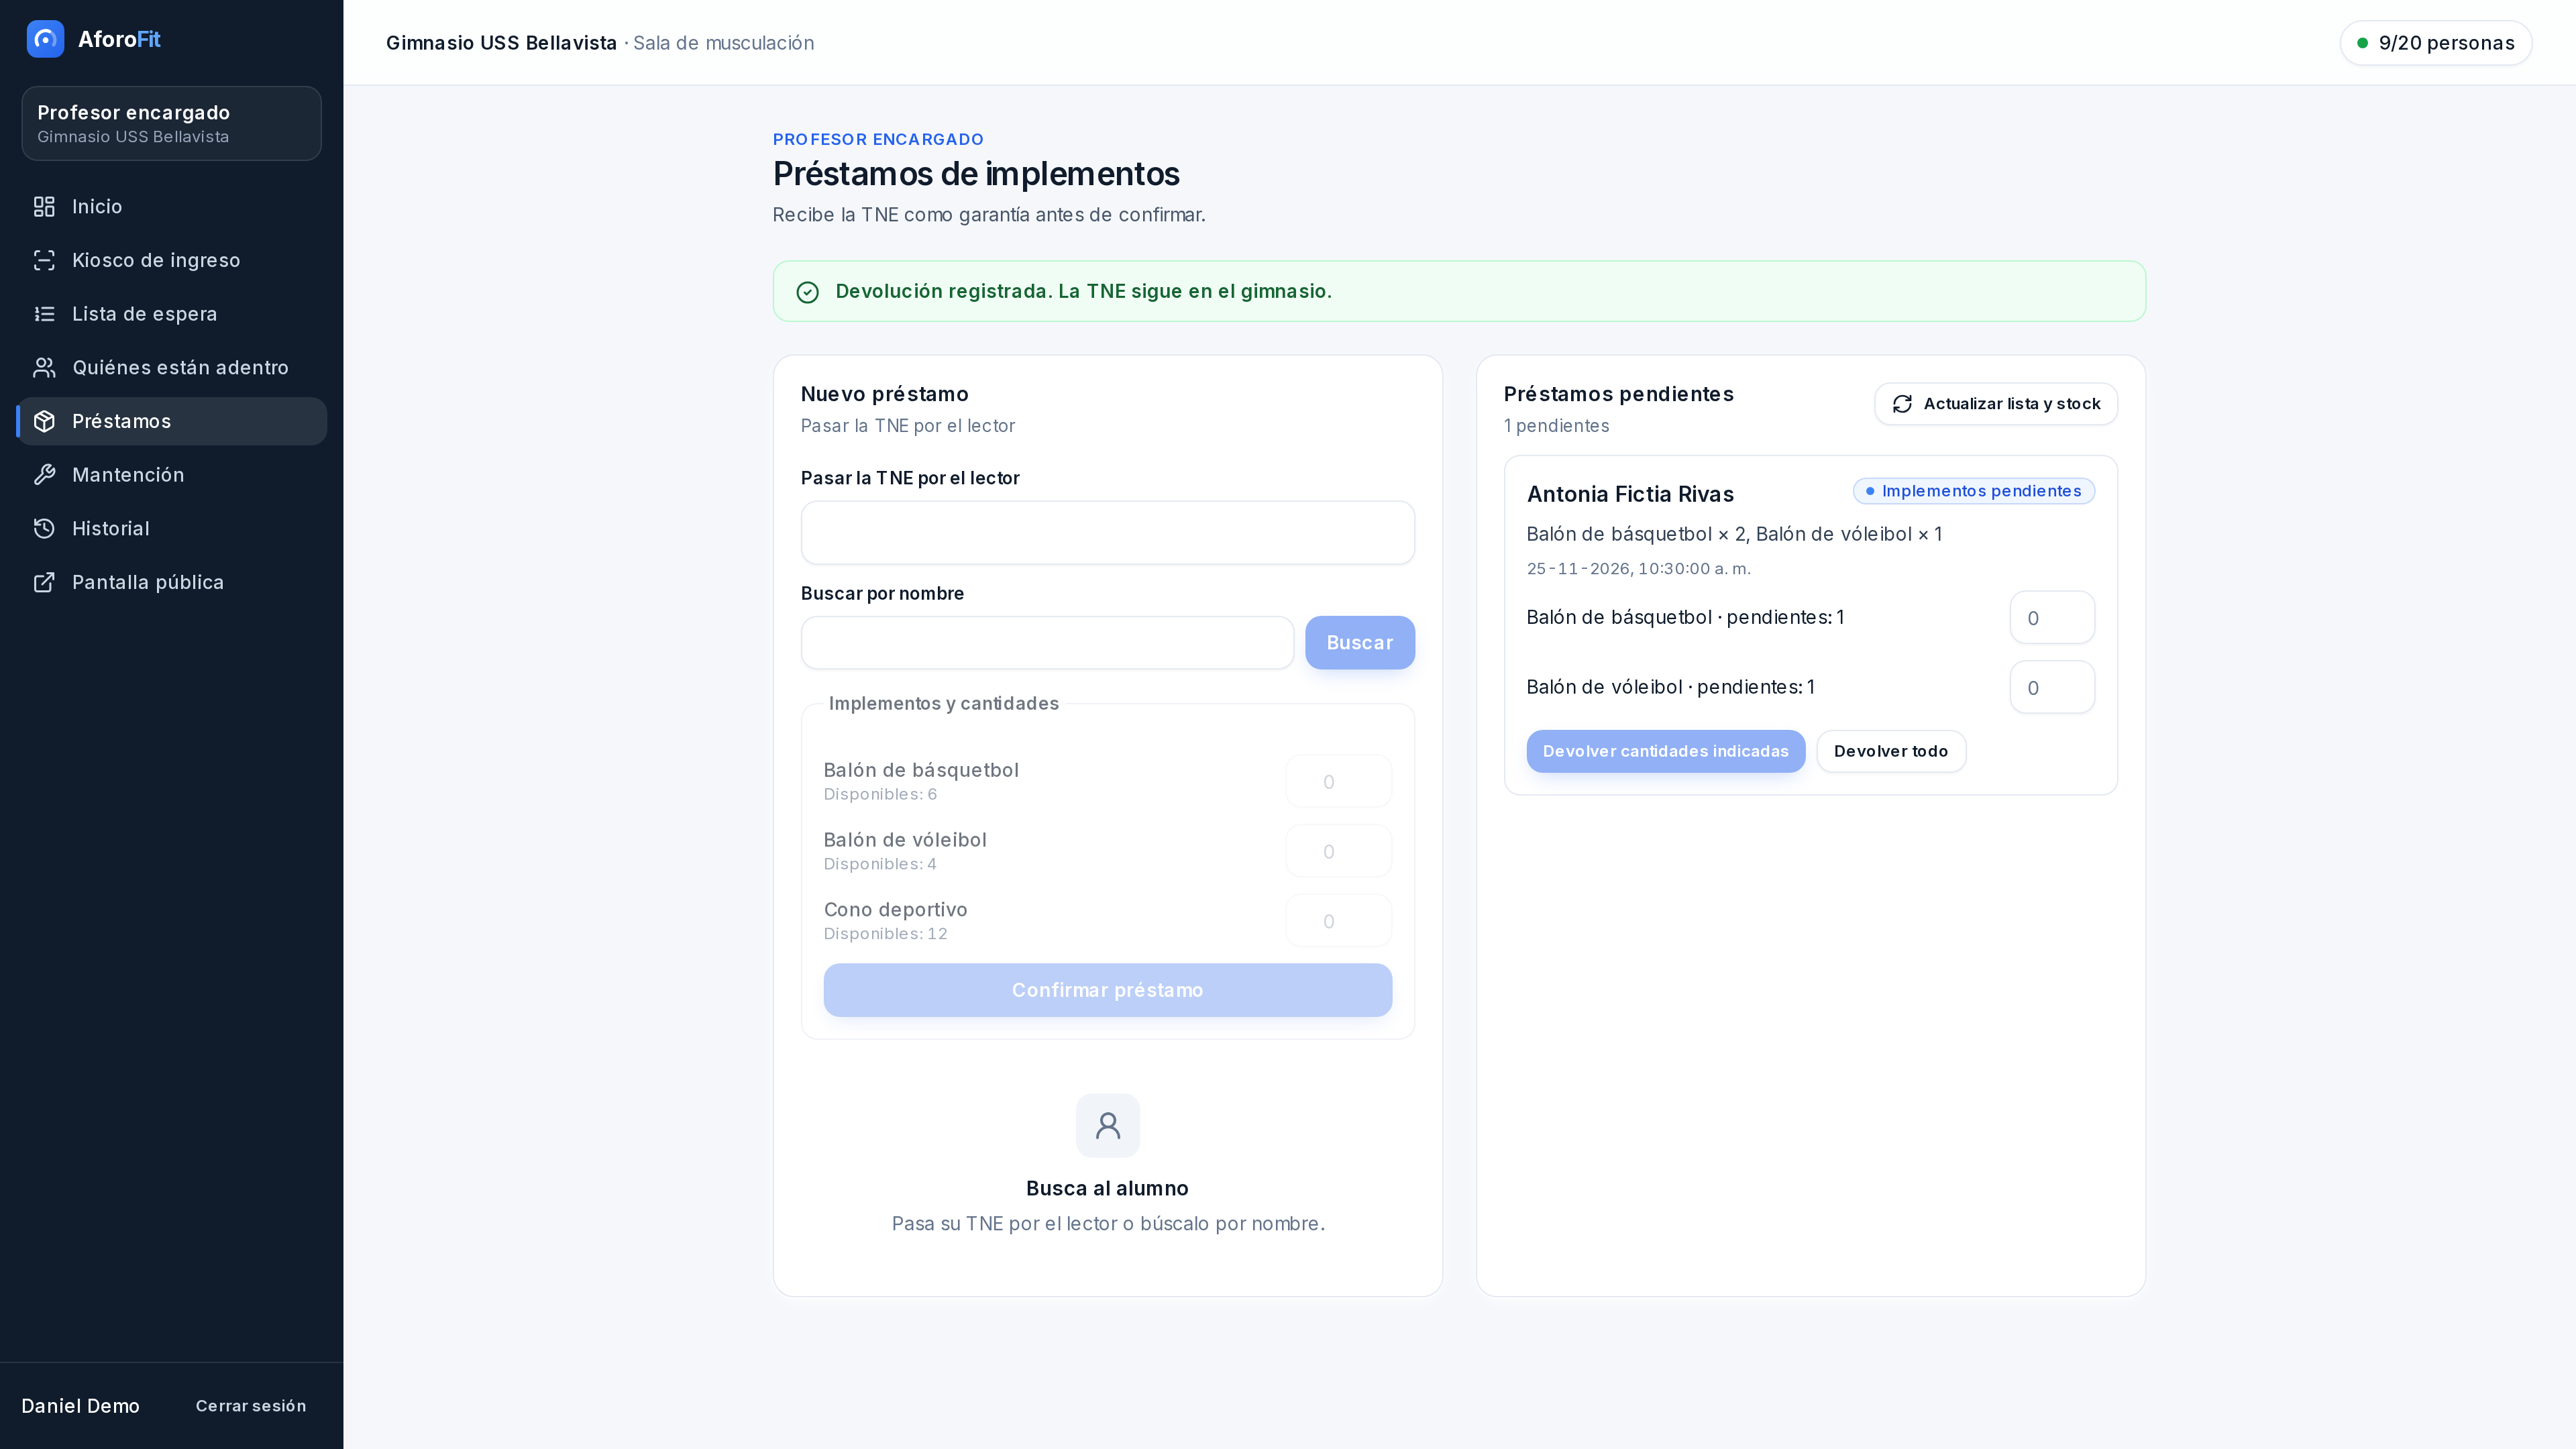 AforoFit
Profesor encargado
Gimnasio USS Bellavista
Inicio
Kiosco de ingreso
Lista de espera
Quiénes están adentro
Préstamos
Mantención
Historial
Pantalla pública
Daniel Demo
Cerrar sesión
Gimnasio USS Bellavista · Sala de musculación
9/20 personas
PROFESOR ENCARGADO
Préstamos de implementos
Recibe la TNE como garantía antes de confirmar.
Devolución registrada. La TNE sigue en el gimnasio.
Nuevo préstamo
Pasar la TNE por el lector
Pasar la TNE por el lector
Buscar por nombre
Buscar
Implementos y cantidades
Balón de básquetbol
Disponibles: 6
0
Balón de vóleibol
Disponibles: 4
0
Cono deportivo
Disponibles: 12
0
Confirmar préstamo
Busca al alumno
Pasa su TNE por el lector o búscalo por nombre.
Préstamos pendientes
1 pendientes
Actualizar lista y stock
Antonia Fictia Rivas
Implementos pendientes
Balón de básquetbol × 2, Balón de vóleibol × 1
25-11-2026, 10:30:00 a. m.
Balón de básquetbol · pendientes: 1
0
Balón de vóleibol · pendientes: 1
0
Devolver cantidades indicadas
Devolver todo